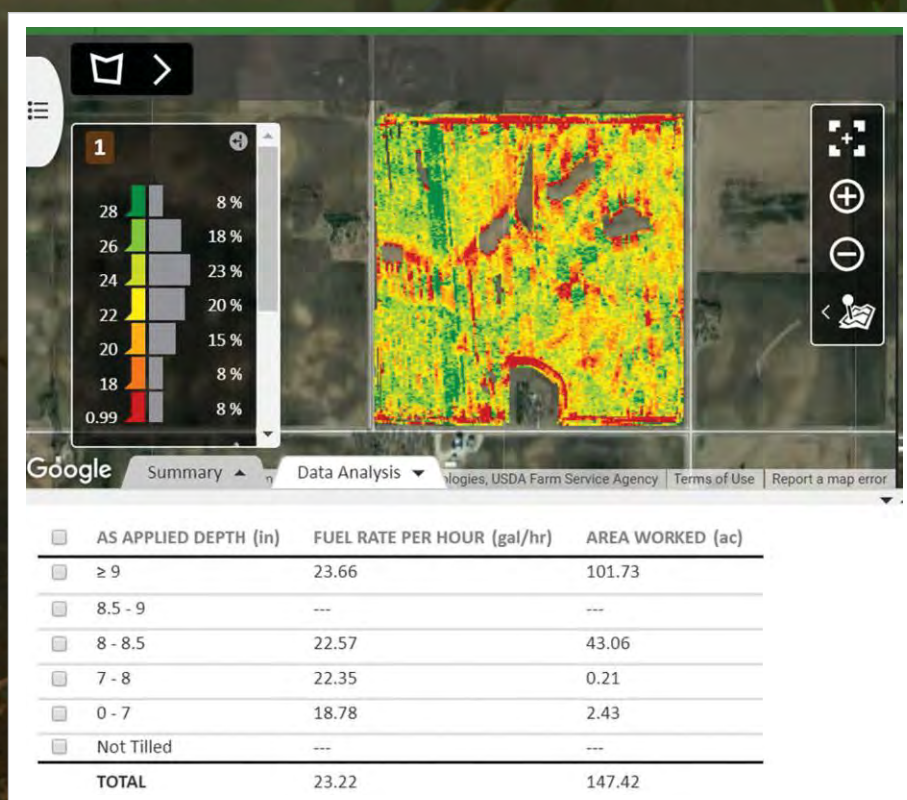 1
28 8 %
26 18 %
24 23 %
22 20 %
20 15 %
18 8 %
0.99 8 %
Google
Summary
Data Analysis
logies, USDA Farm Service Agency
Terms of Use
Report a map error
AS APPLIED DEPTH (in) FUEL RATE PER HOUR (gal/hr) AREA WORKED (ac)
≥ 9 23.66 101.73
8.5 - 9 --- ---
8 - 8.5 22.57 43.06
7 - 8 22.35 0.21
0 - 7 18.78 2.43
Not Tilled --- ---
TOTAL 23.22 147.42